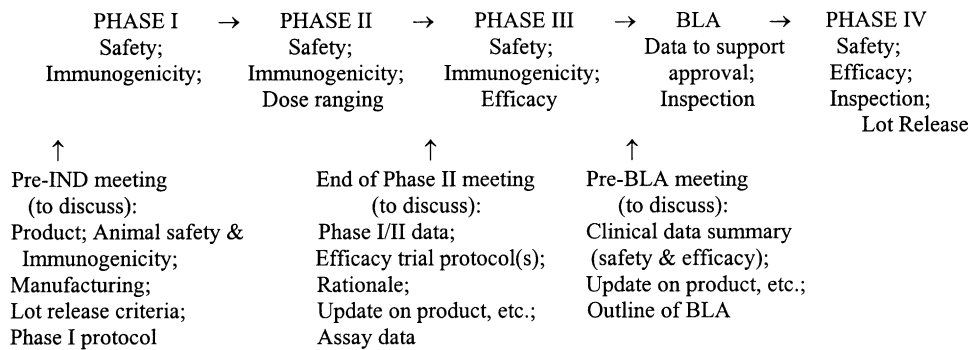 PHASE I → PHASE II → PHASE III → BLA → PHASE IV
Safety; Safety; Safety; Data to support Safety;
Immunogenicity; Immunogenicity; Immunogenicity; approval; Efficacy;
Dose ranging Efficacy Inspection Inspection;
Lot Release
↑ ↑ ↑
Pre-IND meeting End of Phase II meeting Pre-BLA meeting
(to discuss): (to discuss): (to discuss):
Product; Animal safety & Phase I/II data; Clinical data summary
Immunogenicity; Efficacy trial protocol(s); (safety & efficacy);
Manufacturing; Rationale; Update on product, etc.;
Lot release criteria; Update on product, etc.; Outline of BLA
Phase I protocol Assay data